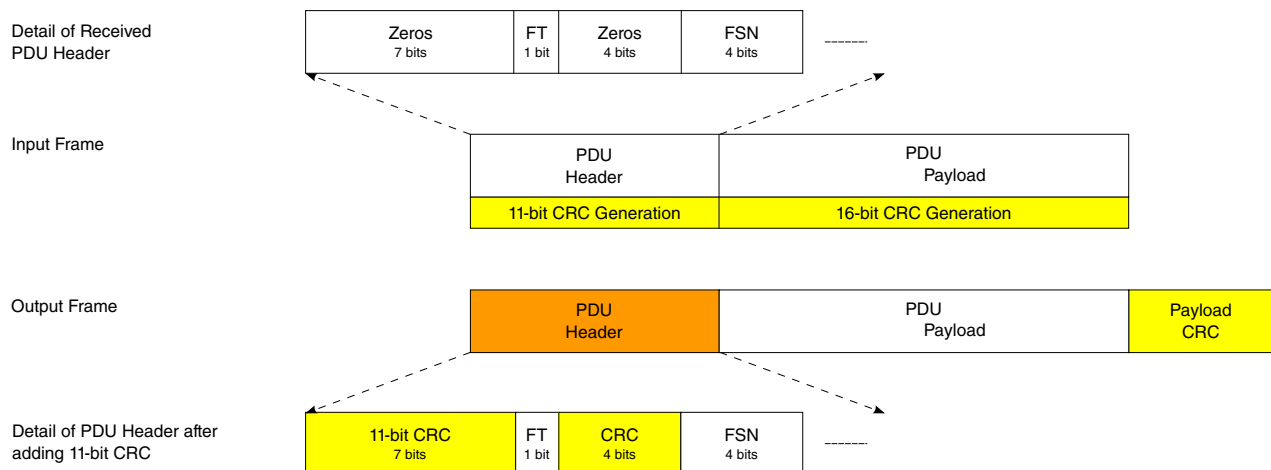 Detail of Received
PDU Header
Zeros
7 bits
FT
1 bit
Zeros
4 bits
FSN
4 bits
Input Frame
PDU
Header
PDU
Payload
11-bit CRC Generation
16-bit CRC Generation
Output Frame
PDU
Header
PDU
Payload
Payload
CRC
Detail of PDU Header after
adding 11-bit CRC
11-bit CRC
7 bits
FT
1 bit
CRC
4 bits
FSN
4 bits